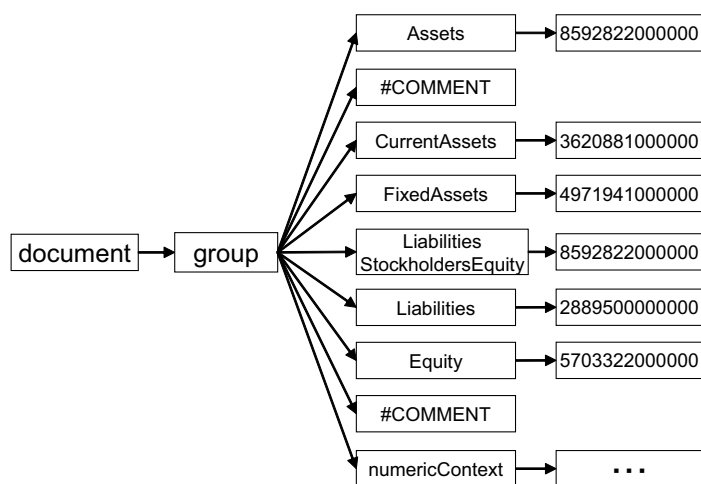 Assets
8592822000000
#COMMENT
CurrentAssets
3620881000000
FixedAssets
4971941000000
document
group
Liabilities
StockholdersEquity
8592822000000
Liabilities
2889500000000
Equity
5703322000000
#COMMENT
numericContext
...